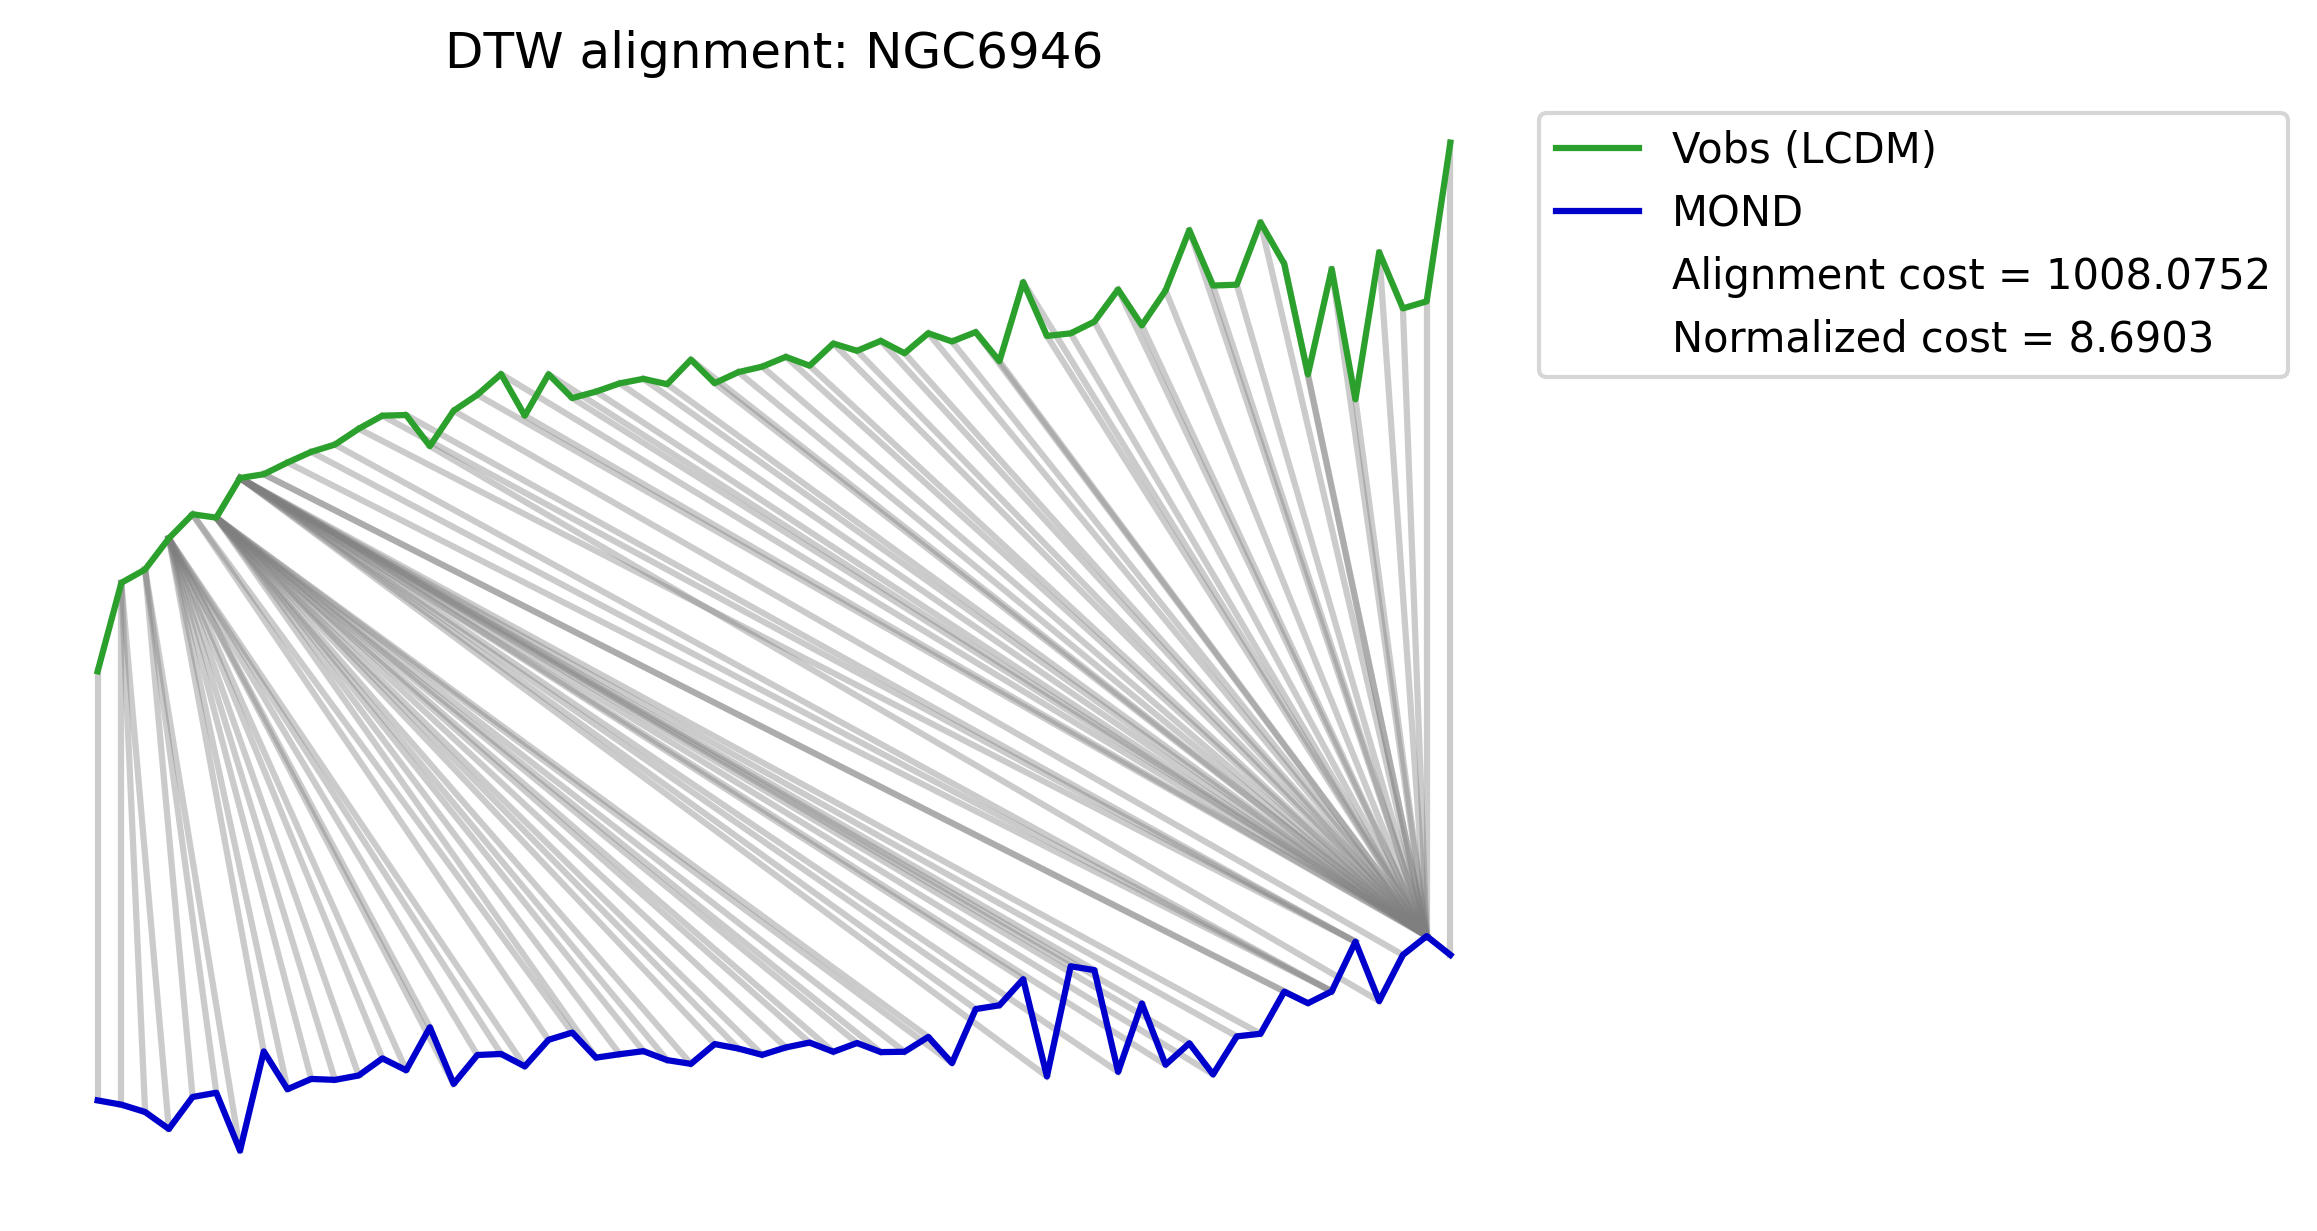 DTW alignment: NGC6946
Vobs (LCDM)
MOND
Alignment cost = 1008.0752
Normalized cost = 8.6903